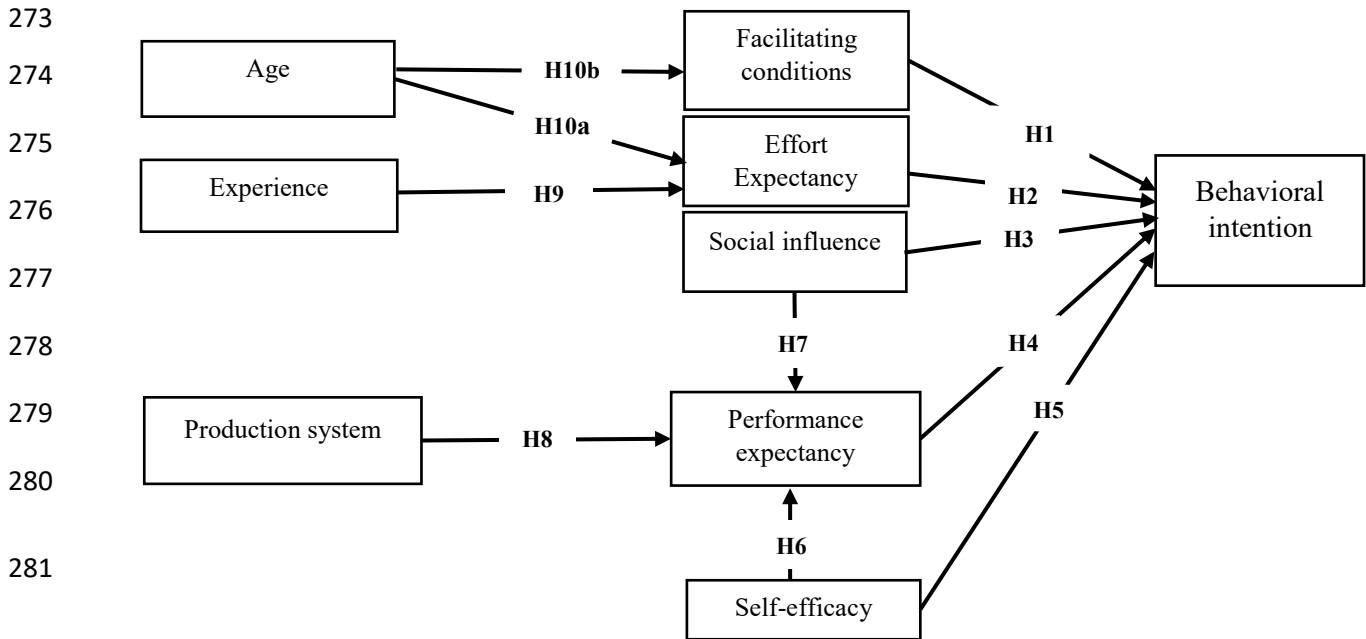 273
Facilitating
conditions
Age
274
H10b
H10a
275
H1
Effort
Expectancy
Experience
H9
H2
Behavioral
intention
276
Social influence
H3
277
278
H7
H4
279
Production system
H8
Performance
expectancy
H5
280
H6
281
Self-efficacy